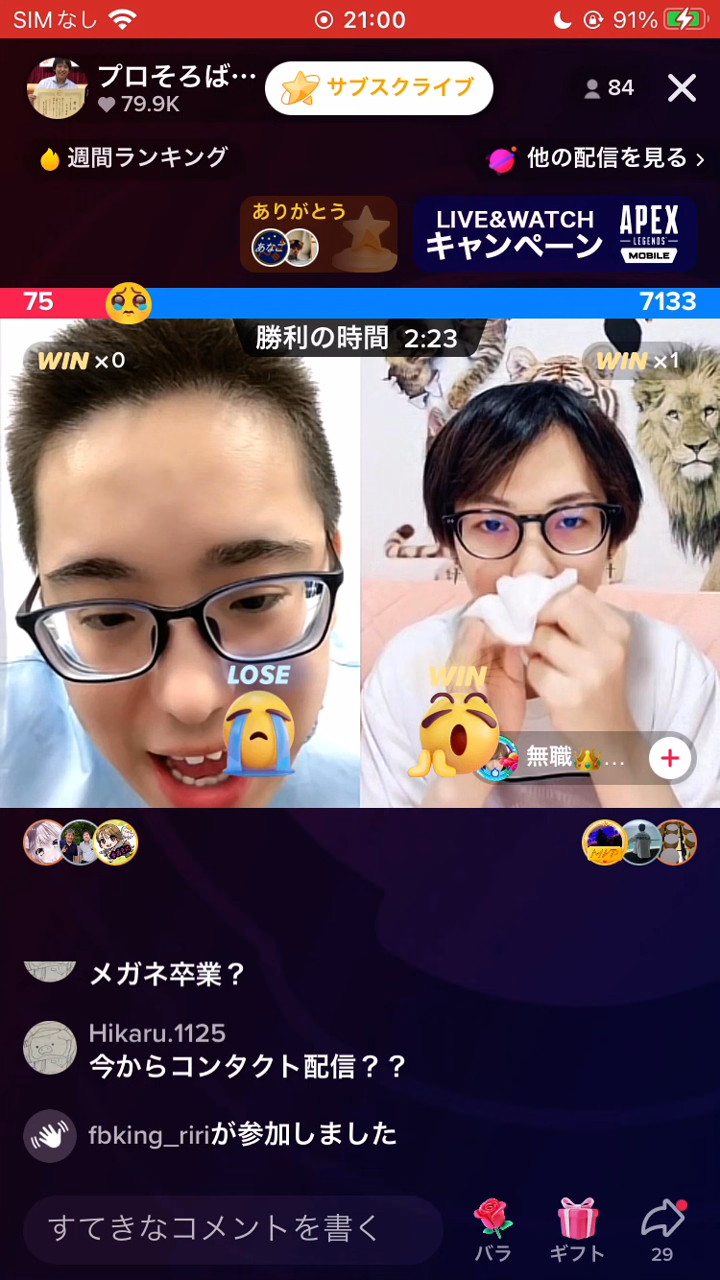 SIMなし 21:00 91%
プロそろば… サブスクライブ 84
79.9K
週間ランキング 他の配信を見る
ありがとう LIVE&WATCH APEX
あなご キャンペーン LEGENDS
MOBILE
75 7133
勝利の時間 2:23
WIN x0 WIN x1
LOSE WIN
無職👑…
メガネ卒業？
Hikaru.1125
今からコンタクト配信？？
fbking_ririが参加しました
すてきなコメントを書く
バラ ギフト 29